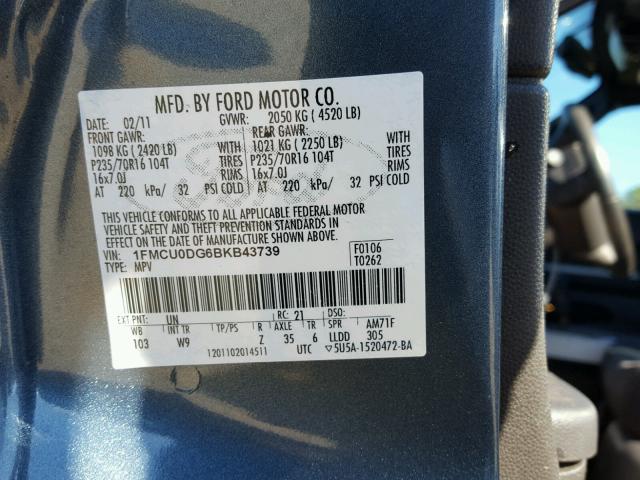 MFD. BY FORD MOTOR CO.
DATE: 02/11 GVWR: 2050 KG ( 4520 LB)
FRONT GAWR: REAR GAWR:
1098 KG ( 2420 LB) WITH 1021 KG ( 2250 LB) WITH
P235/70R16 104T TIRES P235/70R16 104T TIRES
16x7.0J RIMS 16x7.0J RIMS
AT 220 kPa/ 32 PSI COLD AT 220 kPa/ 32 PSI COLD
THIS VEHICLE CONFORMS TO ALL APPLICABLE FEDERAL MOTOR
VEHICLE SAFETY AND THEFT PREVENTION STANDARDS IN
EFFECT ON THE DATE OF MANUFACTURE SHOWN ABOVE.
VIN: 1FMCU0DG6BKB43739 F0106
TYPE: MPV T0262
EXT PNT: UN RC: 21 DSO:
WB INT TR TP/PS R AXLE TR SPR AM71F
103 W9 Z 35 6 LLDD 305
1201102014511 UTC ▽5U5A-1520472-BA